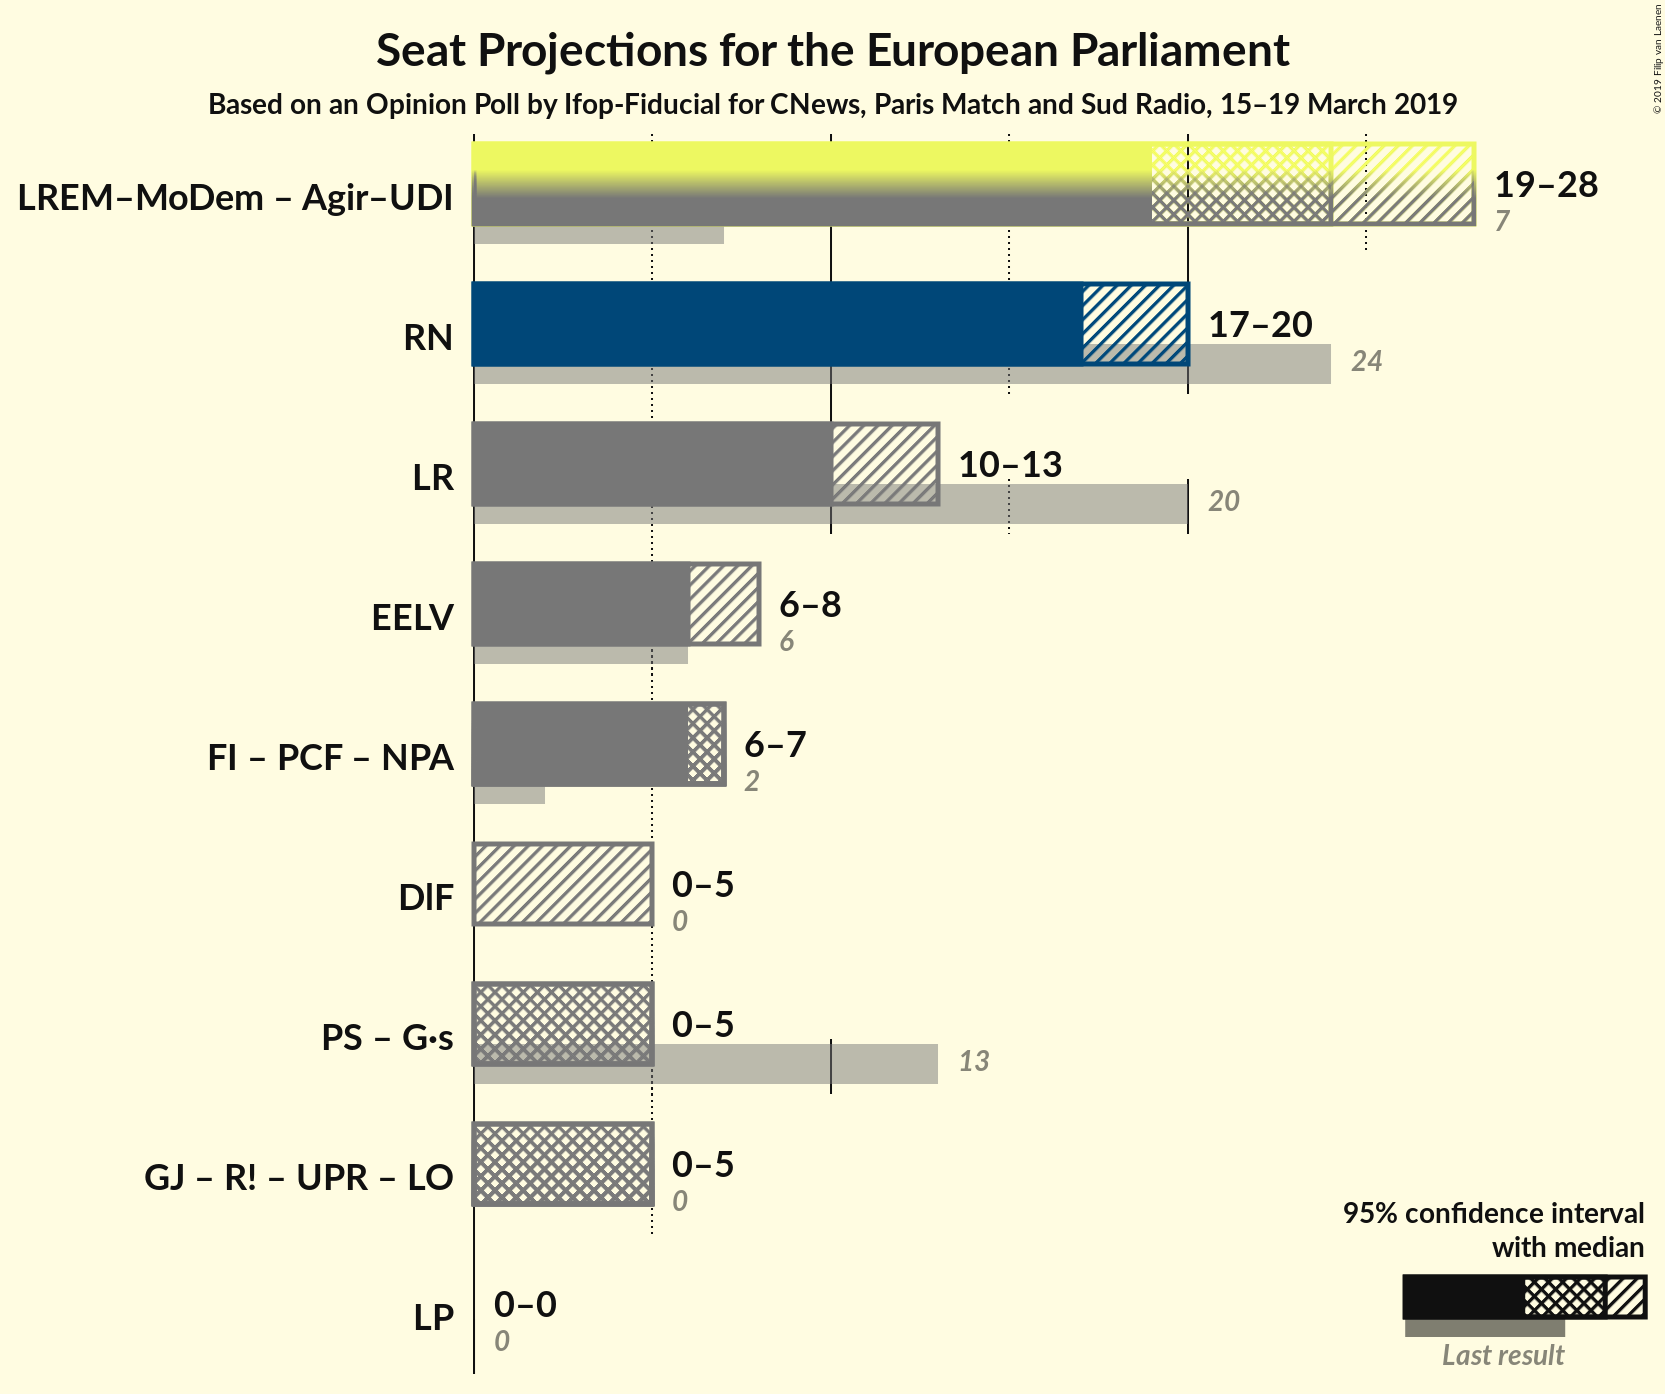 Seat Projections for the European Parliament
Based on an Opinion Poll by Ifop-Fiducial for CNews, Paris Match and Sud Radio, 15–19 March 2019
© 2019 Filip van Laenen
LREM–MoDem – Agir–UDI
19–28
7
RN
17–20
24
LR
10–13
20
EELV
6–8
6
FI – PCF – NPA
6–7
2
DlF
0–5
0
PS – G·s
0–5
13
GJ – R! – UPR – LO
0–5
0
LP
0–0
0
95% confidence interval
with median
Last result